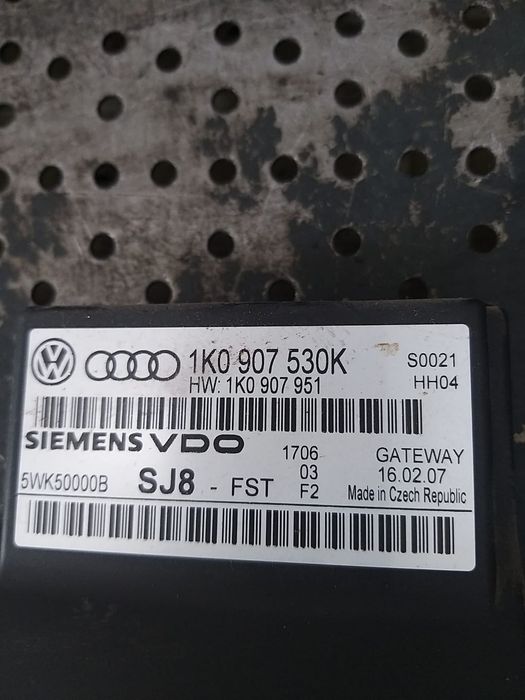 1K0 907 530K
S0021
HW: 1K0 907 951
HH04
SIEMENS VDO
1706
GATEWAY
5WK50000B
SJ8 - FST
03
16.02.07
F2
Made in Czech Republic